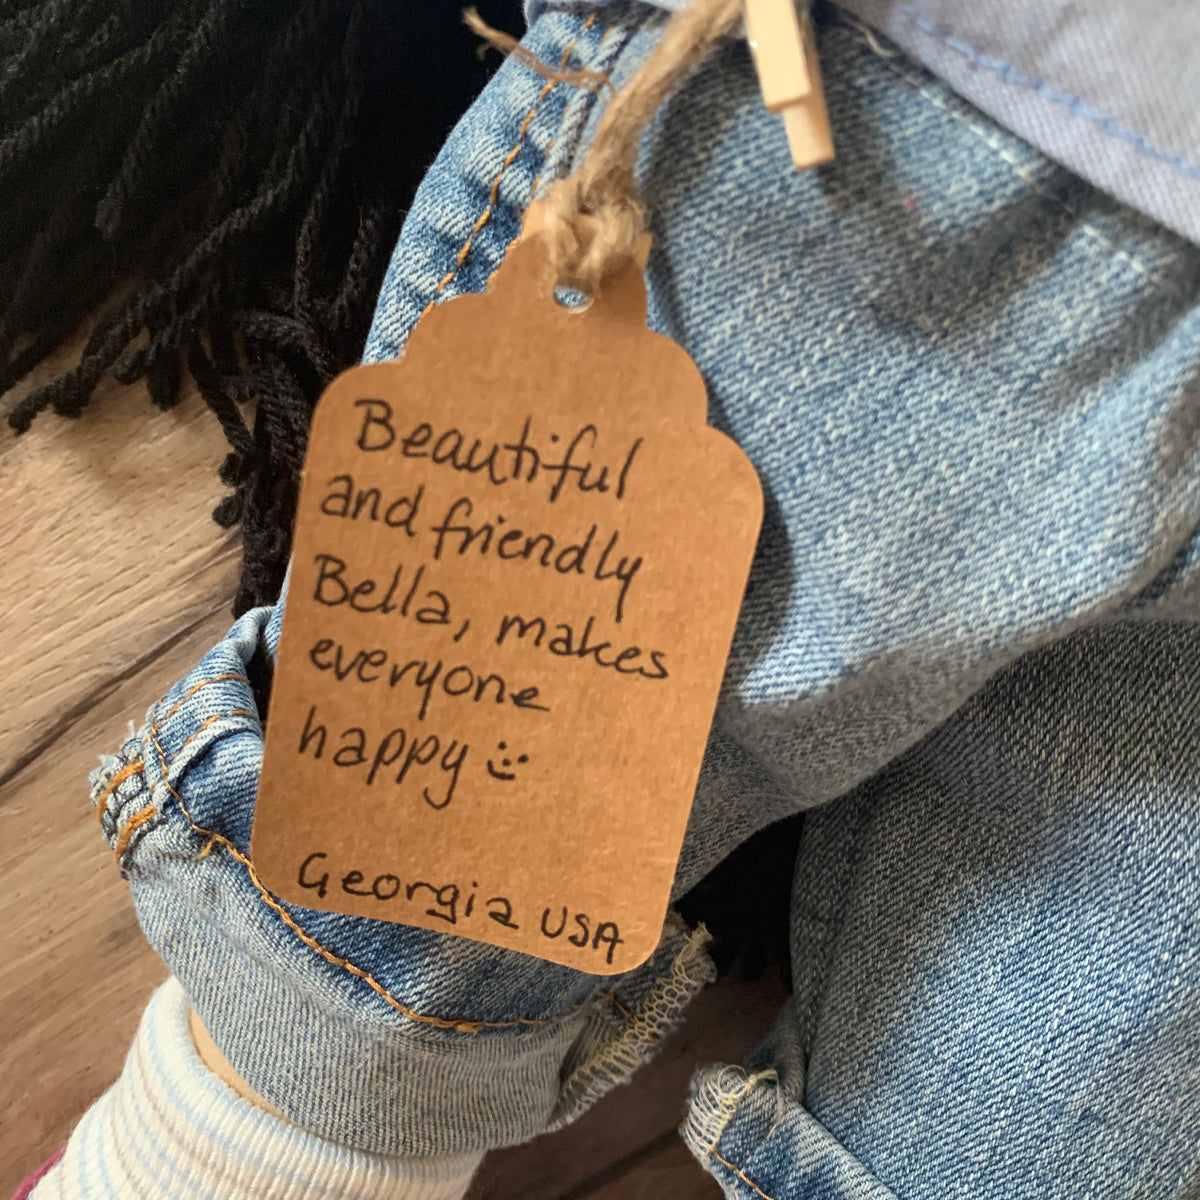 Beautiful
and friendly
Bella, makes
everyone
happy :)
Georgia USA